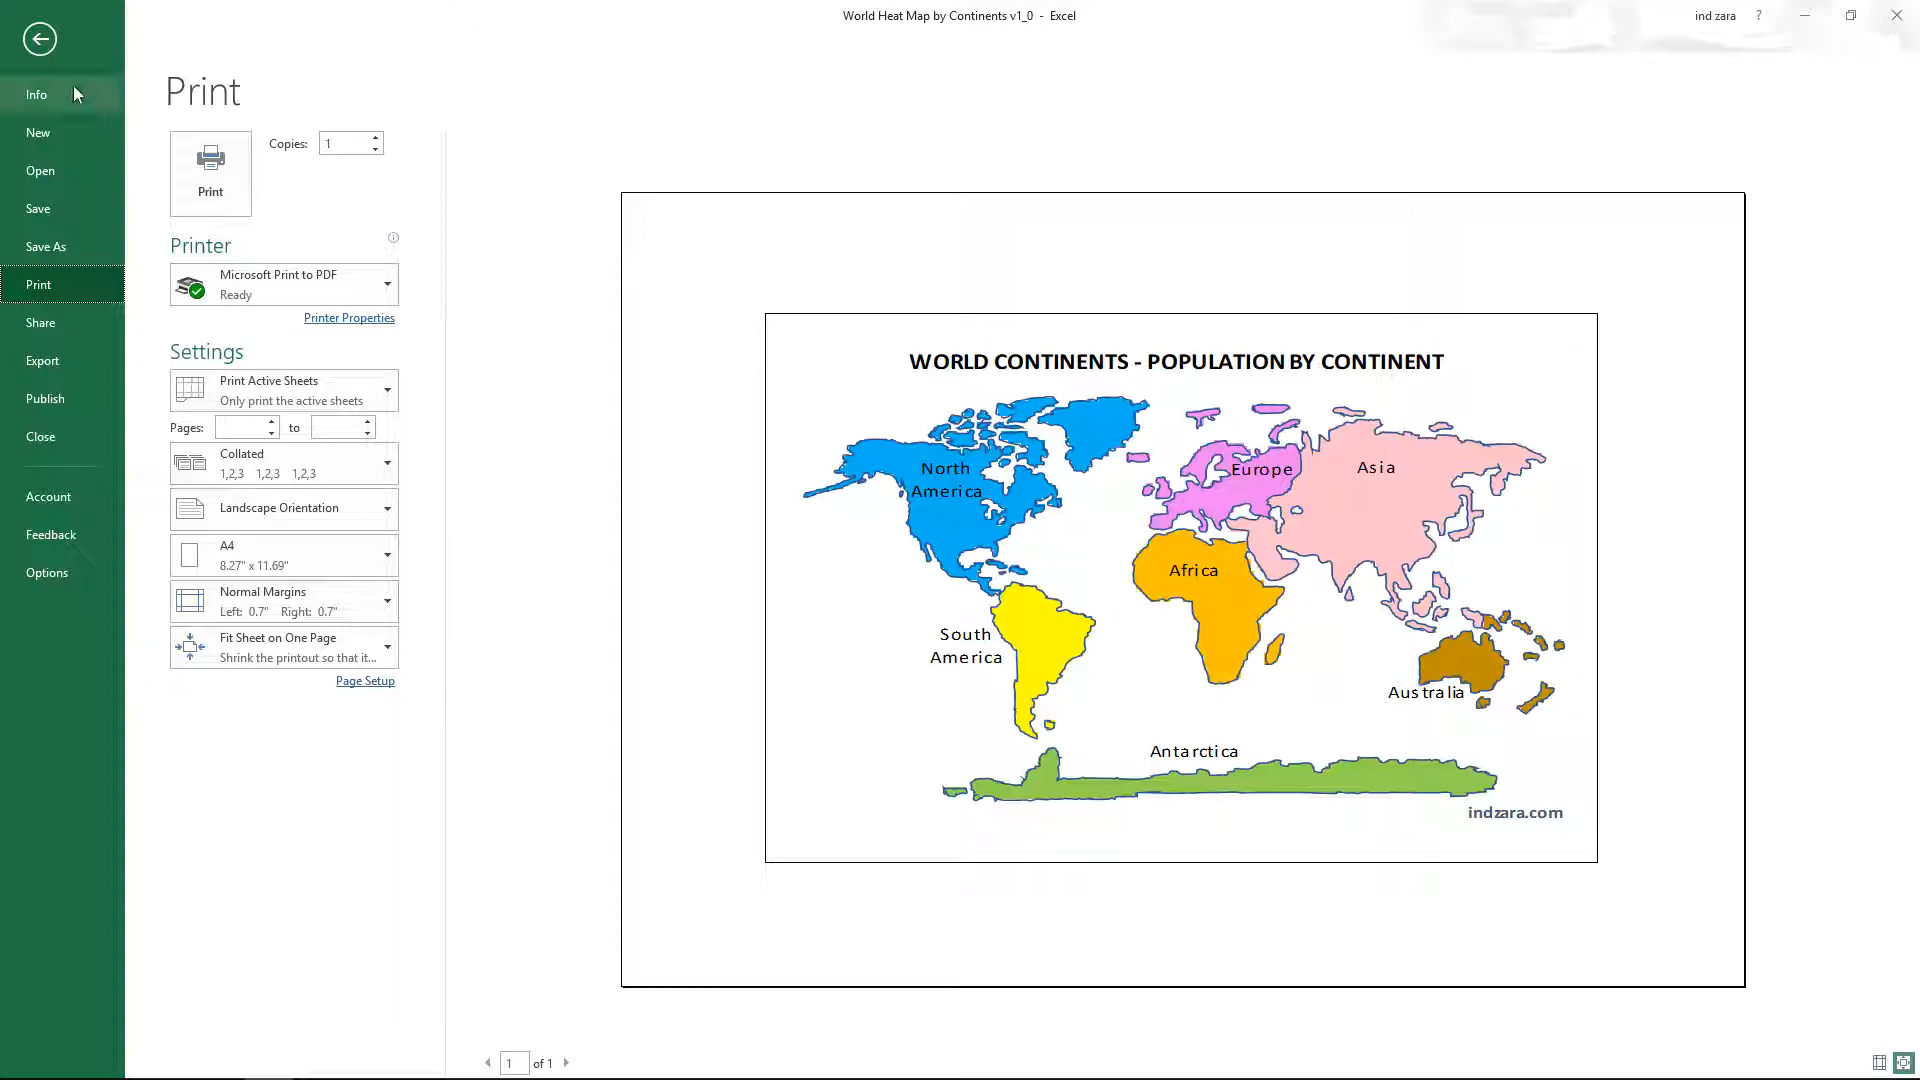 World Heat Map by Continents v1_0 - Excel
ind zara
?
Info
New
Open
Save
Save As
Print
Share
Export
Publish
Close
Account
Feedback
Options
Print
Print
Copies: 1
Printer
Microsoft Print to PDF
Ready
Printer Properties
Settings
Print Active Sheets
Only print the active sheets
Pages: to
Collated
1,2,3 1,2,3 1,2,3
Landscape Orientation
A4
8.27" x 11.69"
Normal Margins
Left: 0.7" Right: 0.7"
Fit Sheet on One Page
Shrink the printout so that it...
Page Setup
WORLD CONTINENTS - POPULATION BY CONTINENT
North
America
Europe
Asia
Africa
South
America
Australia
Antarctica
indzara.com
1 of 1